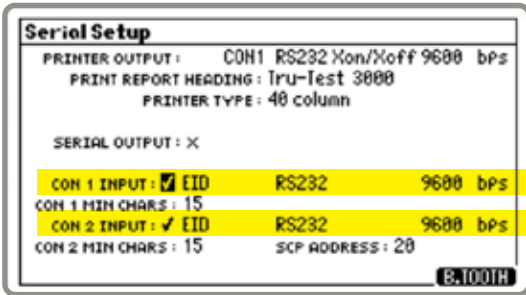 Serial Setup
PRINTER OUTPUT: CON1 RS232 Xon/Xoff 9600 bps
PRINT REPORT HEADING: Tru-Test 3000
PRINTER TYPE: 40 column
SERIAL OUTPUT: X
CON 1 INPUT: ✓ EID RS232 9600 bps
CON 1 MIN CHARS: 15
CON 2 INPUT: ✓ EID RS232 9600 bps
CON 2 MIN CHARS: 15 SCP ADDRESS: 20
B.TOOTH